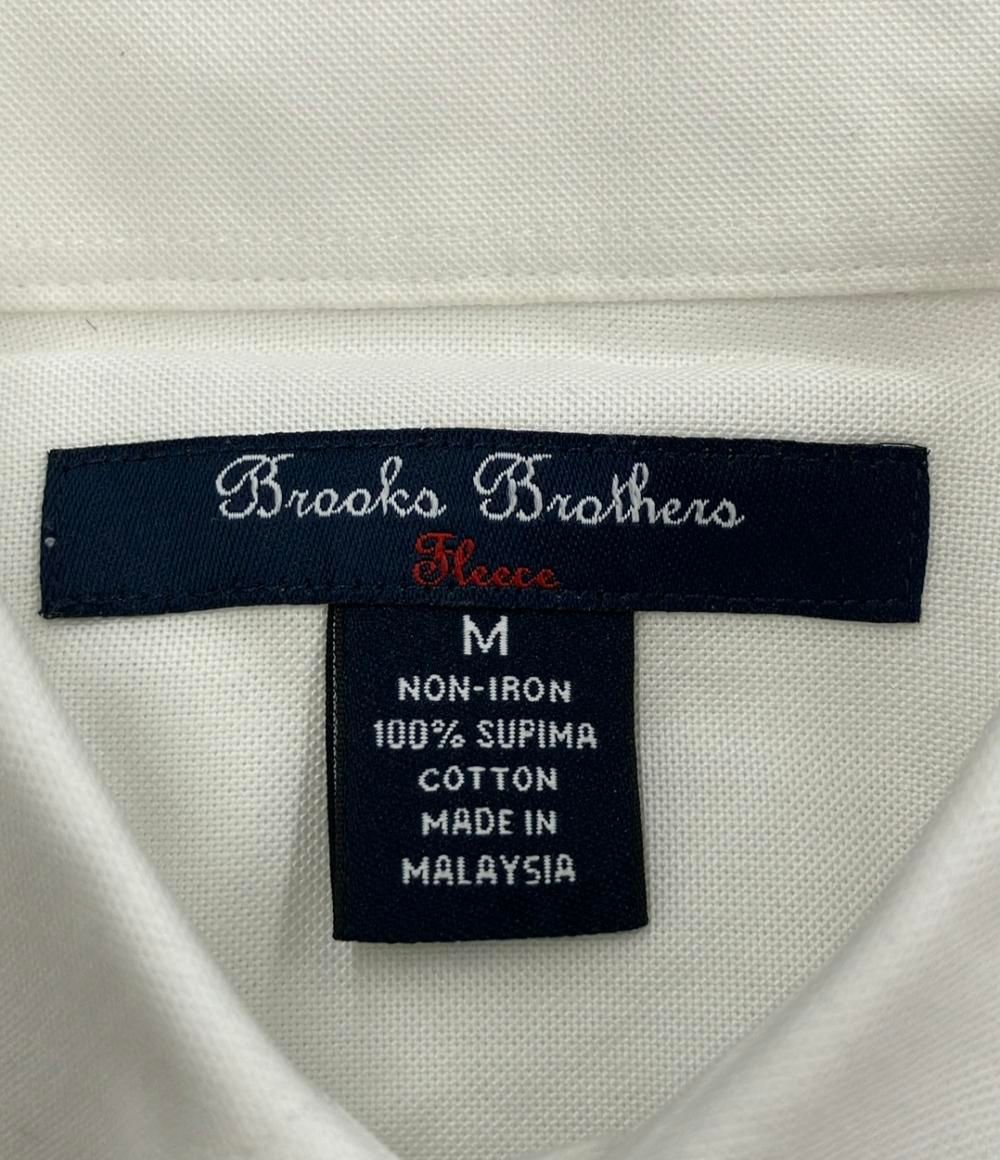 Brooks Brothers
Fleece
M
NON-IRON
100% SUPIMA
COTTON
MADE IN
MALAYSIA